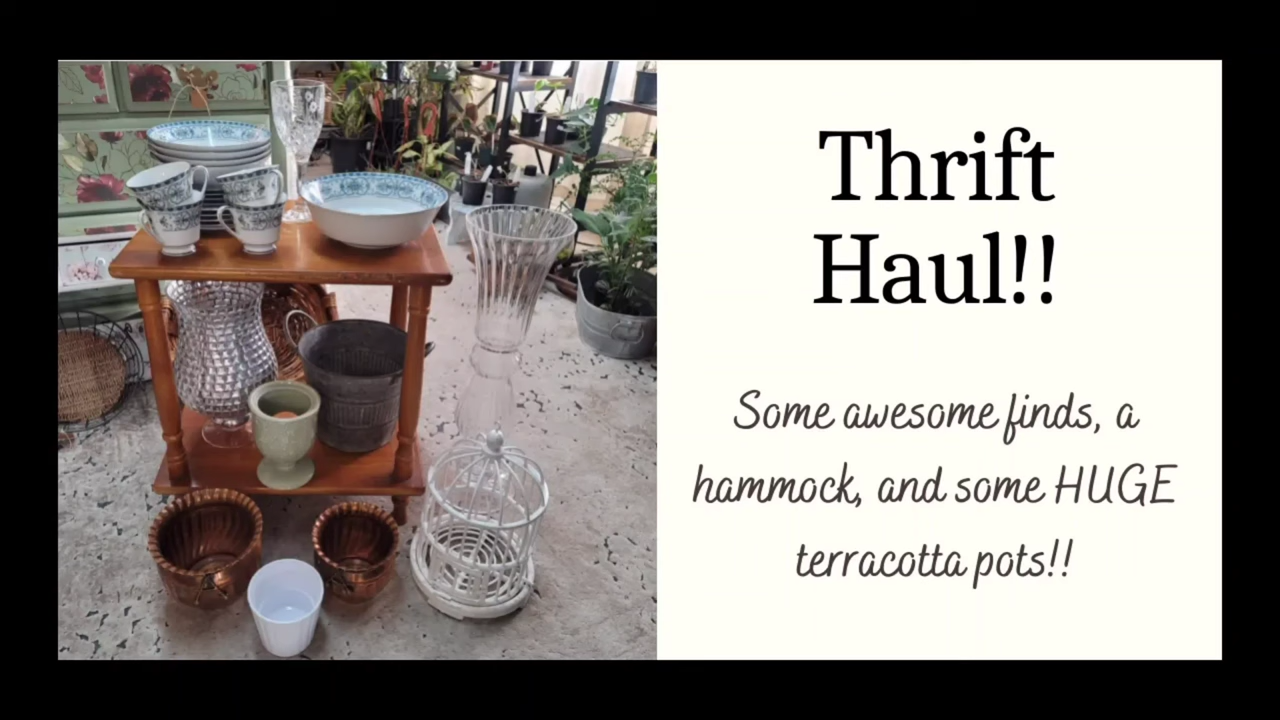 Thrift
Haul!!
Some awesome finds, a
hammock, and some HUGE
terracotta pots!!